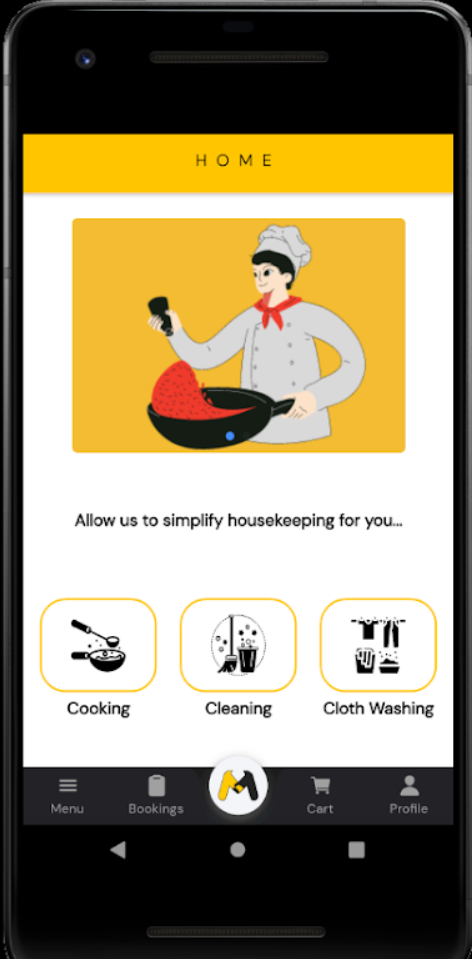 HOME
Allow us to simplify housekeeping for you...
Cooking Cleaning Cloth Washing
Menu Bookings Cart Profile